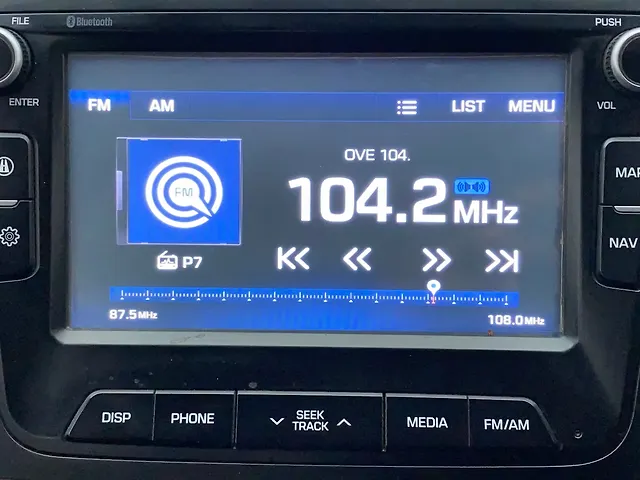 FILE
Bluetooth
PUSH
ENTER
VOL
FM AM LIST MENU
OVE 104.
FM
104.2 MHz
P7
87.5 MHz
108.0 MHz
MAP
NAV
DISP
PHONE
SEEK
TRACK
MEDIA
FM/AM